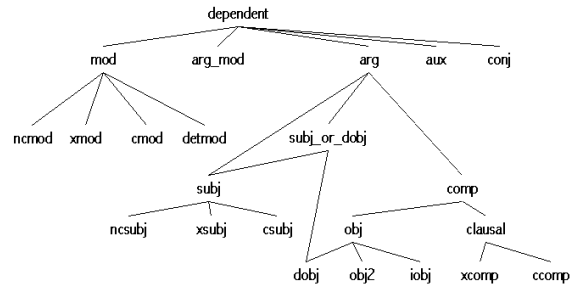 dependent
mod arg_mod arg aux conj
ncmod xmod cmod detmod subj_or_dobj
subj comp
ncsubj xsubj csubj obj clausal
dobj obj2 iobj xcomp ccomp